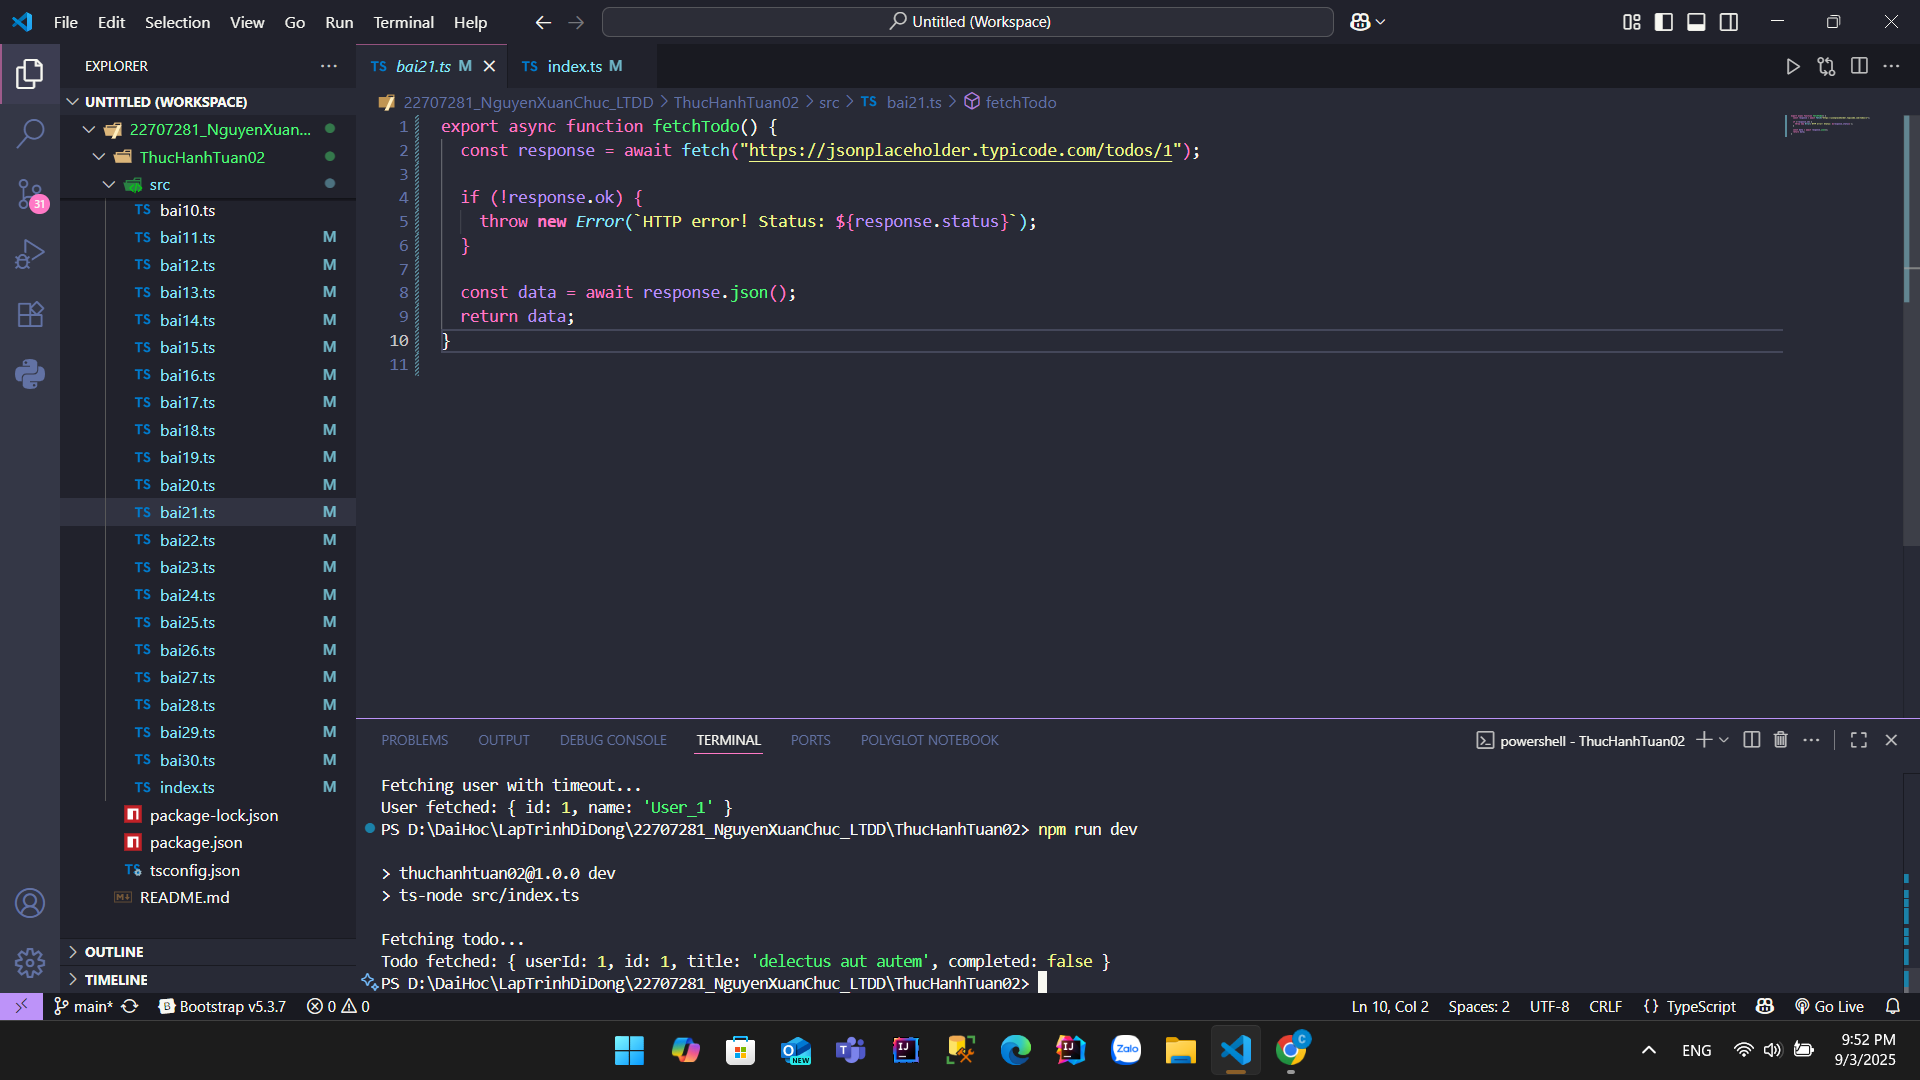 File Edit Selection View Go Run Terminal Help
Untitled (Workspace)
EXPLORER
UNTITLED (WORKSPACE)
22707281_NguyenXuan...
ThucHanhTuan02
src
TS bai10.ts
TS bai11.ts M
TS bai12.ts M
TS bai13.ts M
TS bai14.ts M
TS bai15.ts M
TS bai16.ts M
TS bai17.ts M
TS bai18.ts M
TS bai19.ts M
TS bai20.ts M
TS bai21.ts M
TS bai22.ts M
TS bai23.ts M
TS bai24.ts M
TS bai25.ts M
TS bai26.ts M
TS bai27.ts M
TS bai28.ts M
TS bai29.ts M
TS bai30.ts M
TS index.ts M
package-lock.json
package.json
TS tsconfig.json
README.md
OUTLINE
TIMELINE
31
TS bai21.ts M
TS index.ts M
22707281_NguyenXuanChuc_LTDD > ThucHanhTuan02 > src > TS bai21.ts > fetchTodo
1 export async function fetchTodo() {
2 const response = await fetch("https://jsonplaceholder.typicode.com/todos/1");
3
4 if (!response.ok) {
5 throw new Error(`HTTP error! Status: ${response.status}`);
6 }
7
8 const data = await response.json();
9 return data;
10 }
11
PROBLEMS OUTPUT DEBUG CONSOLE TERMINAL PORTS POLYGLOT NOTEBOOK
powershell - ThucHanhTuan02
Fetching user with timeout...
User fetched: { id: 1, name: 'User_1' }
PS D:\DaiHoc\LapTrinhDiDong\22707281_NguyenXuanChuc_LTDD\ThucHanhTuan02> npm run dev
> thuchanhtuan02@1.0.0 dev
> ts-node src/index.ts
Fetching todo...
Todo fetched: { userId: 1, id: 1, title: 'delectus aut autem', completed: false }
PS D:\DaiHoc\LapTrinhDiDong\22707281_NguyenXuanChuc_LTDD\ThucHanhTuan02>
main* Bootstrap v5.3.7 0 0
Ln 10, Col 2 Spaces: 2 UTF-8 CRLF {} TypeScript Go Live
NEW
Zalo
C
ENG
9:52 PM
9/3/2025